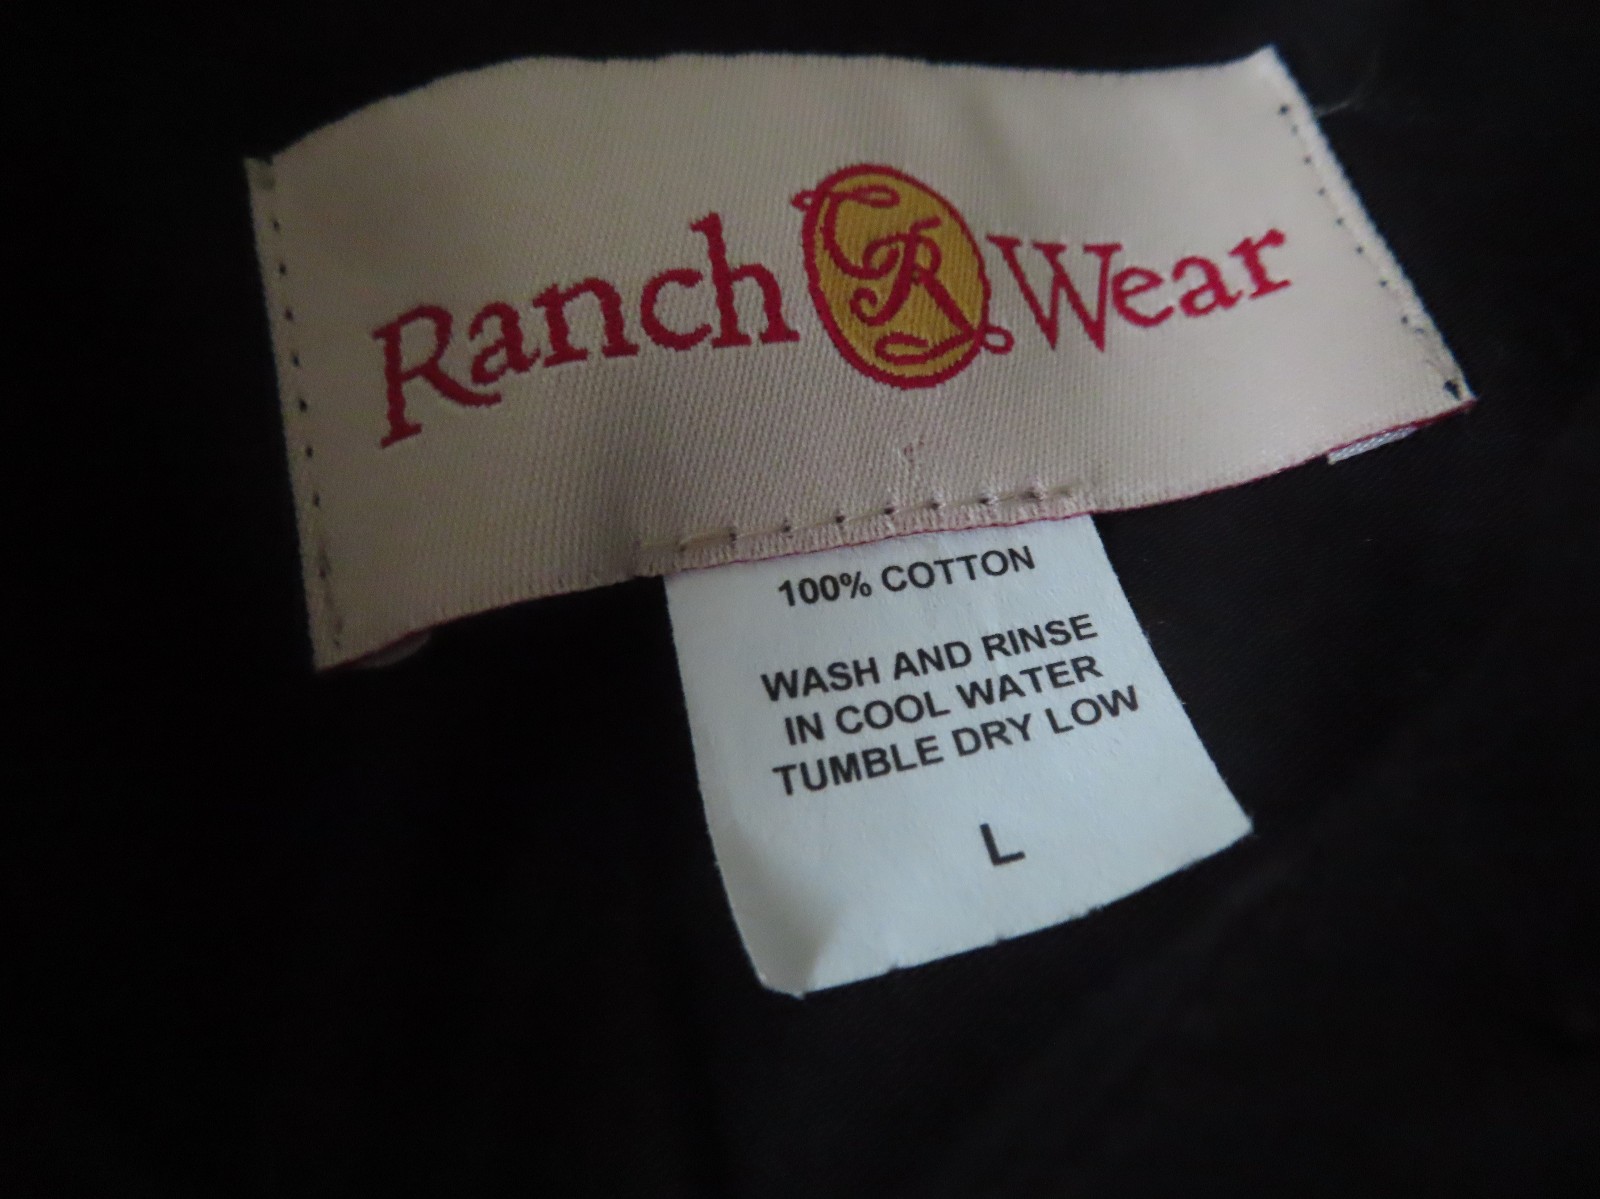 Ranch CR Wear
100% COTTON
WASH AND RINSE
IN COOL WATER
TUMBLE DRY LOW
L